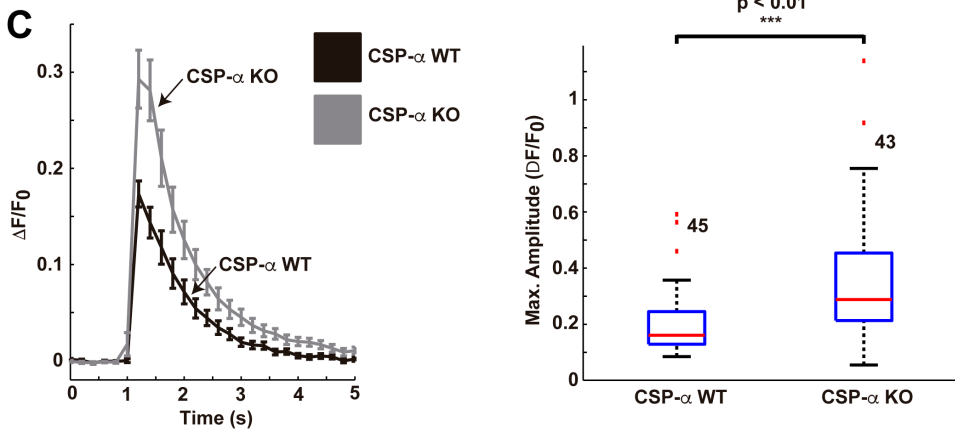 C
CSP-α WT
CSP-α KO
CSP-α KO
CSP-α WT
ΔF/F0
0.3
0.2
0.1
0
0 1 2 3 4 5
Time (s)
p < 0.01
***
Max. Amplitude (DF/F0)
1
0.8
0.6
0.4
0.2
0
45
43
CSP-α WT
CSP-α KO